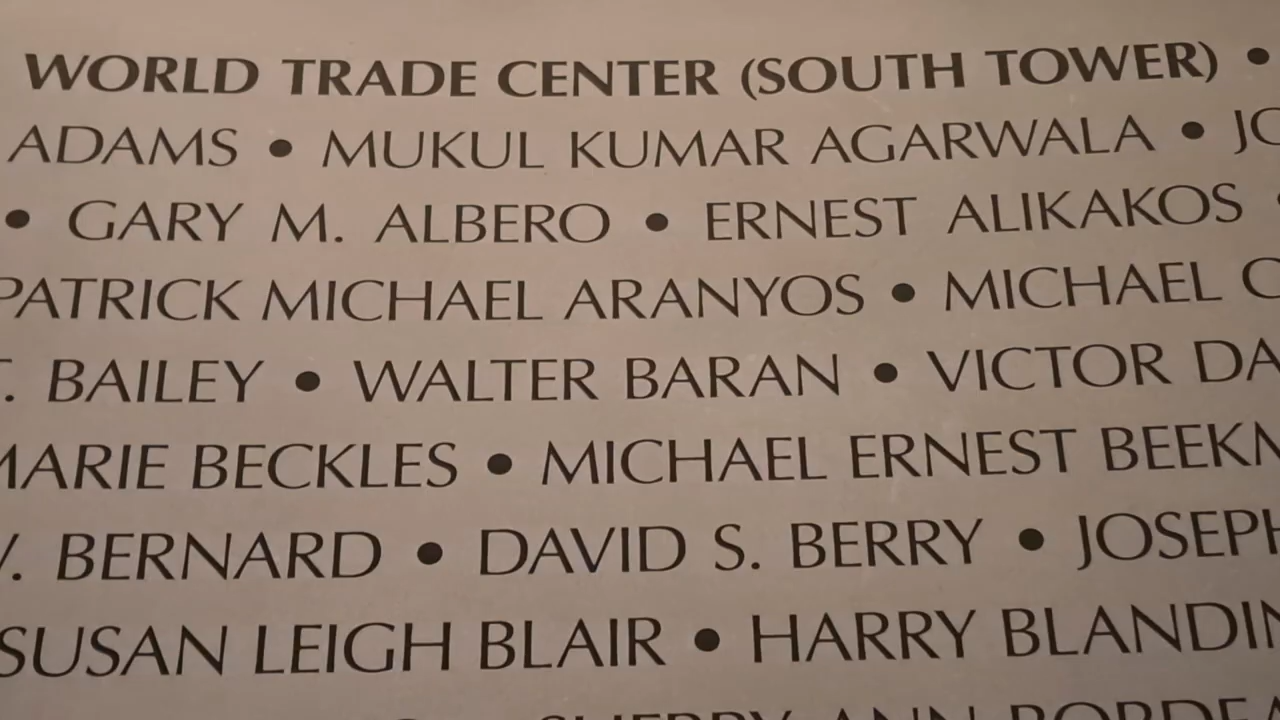 WORLD TRADE CENTER (SOUTH TOWER) •
ADAMS • MUKUL KUMAR AGARWALA •
• GARY M. ALBERO • ERNEST ALIKAKOS •
PATRICK MICHAEL ARANYOS • MICHAEL
. BAILEY • WALTER BARAN • VICTOR
MARIE BECKLES • MICHAEL ERNEST
. BERNARD • DAVID S. BERRY • JOSEPH
SUSAN LEIGH BLAIR • HARRY
ANN